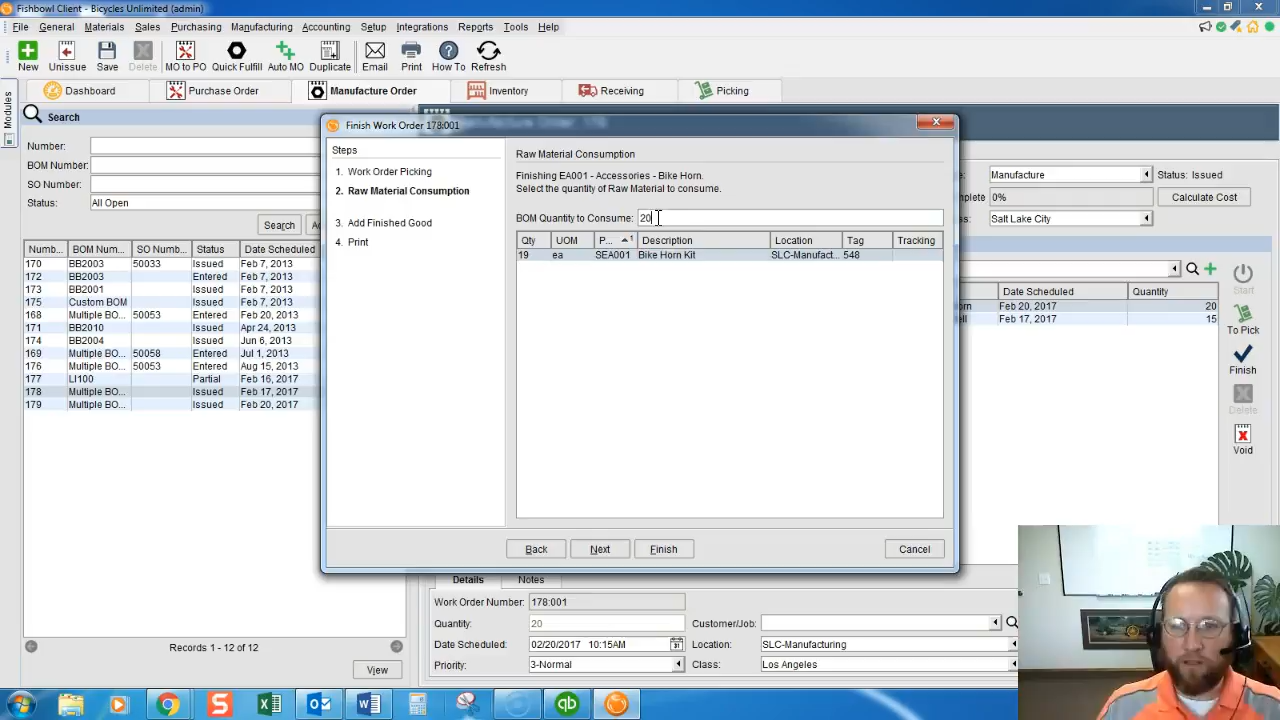 Fishbowl Client - Bicycles Unlimited (admin)
File General Materials Sales Purchasing Manufacturing Accounting Setup Integrations Reports Tools Help
New Unissue Save Delete MO to PO Quick Fulfill Auto MO Duplicate Email Print How To Refresh
Dashboard Purchase Order Manufacture Order Inventory Receiving Picking
Modules
Search
Number:
BOM Number:
SO Number:
Status: All Open
Search
Numb... BOM Num... SO Number Status Date Scheduled
170 BB2003 50033 Issued Feb 7, 2013
172 BB2003 Entered Feb 7, 2013
173 BB2001 Issued Feb 7, 2013
175 Custom BOM Issued Feb 7, 2013
168 Multiple BO... 50053 Entered Feb 20, 2013
171 BB2010 Issued Apr 24, 2013
174 BB2004 Issued Jun 6, 2013
169 Multiple BO... 50058 Entered Jul 1, 2013
176 Multiple BO... 50053 Entered Aug 15, 2013
177 LI100 Partial Feb 16, 2017
178 Multiple BO... Issued Feb 17, 2017
179 Multiple BO... Issued Feb 20, 2017
Records 1 - 12 of 12
View
Finish Work Order 178:001
Steps
1. Work Order Picking
2. Raw Material Consumption
3. Add Finished Good
4. Print
Raw Material Consumption
Finishing EA001 - Accessories - Bike Horn.
Select the quantity of Raw Material to consume.
BOM Quantity to Consume: 20
Qty UOM P... 1 Description Location Tag Tracking
19 ea SEA001 Bike Horn Kit SLC-Manufact... 548
Back Next Finish Cancel
Manufacture Status: Issued
0% Calculate Cost
Salt Lake City
Date Scheduled Quantity
Feb 20, 2017 20
Feb 17, 2017 15
Start
To Pick
Finish
Delete
Void
Details Notes
Work Order Number: 178:001
Quantity: 20 Customer/Job:
Date Scheduled: 02/20/2017 10:15AM Location: SLC-Manufacturing
Priority: 3-Normal Class: Los Angeles